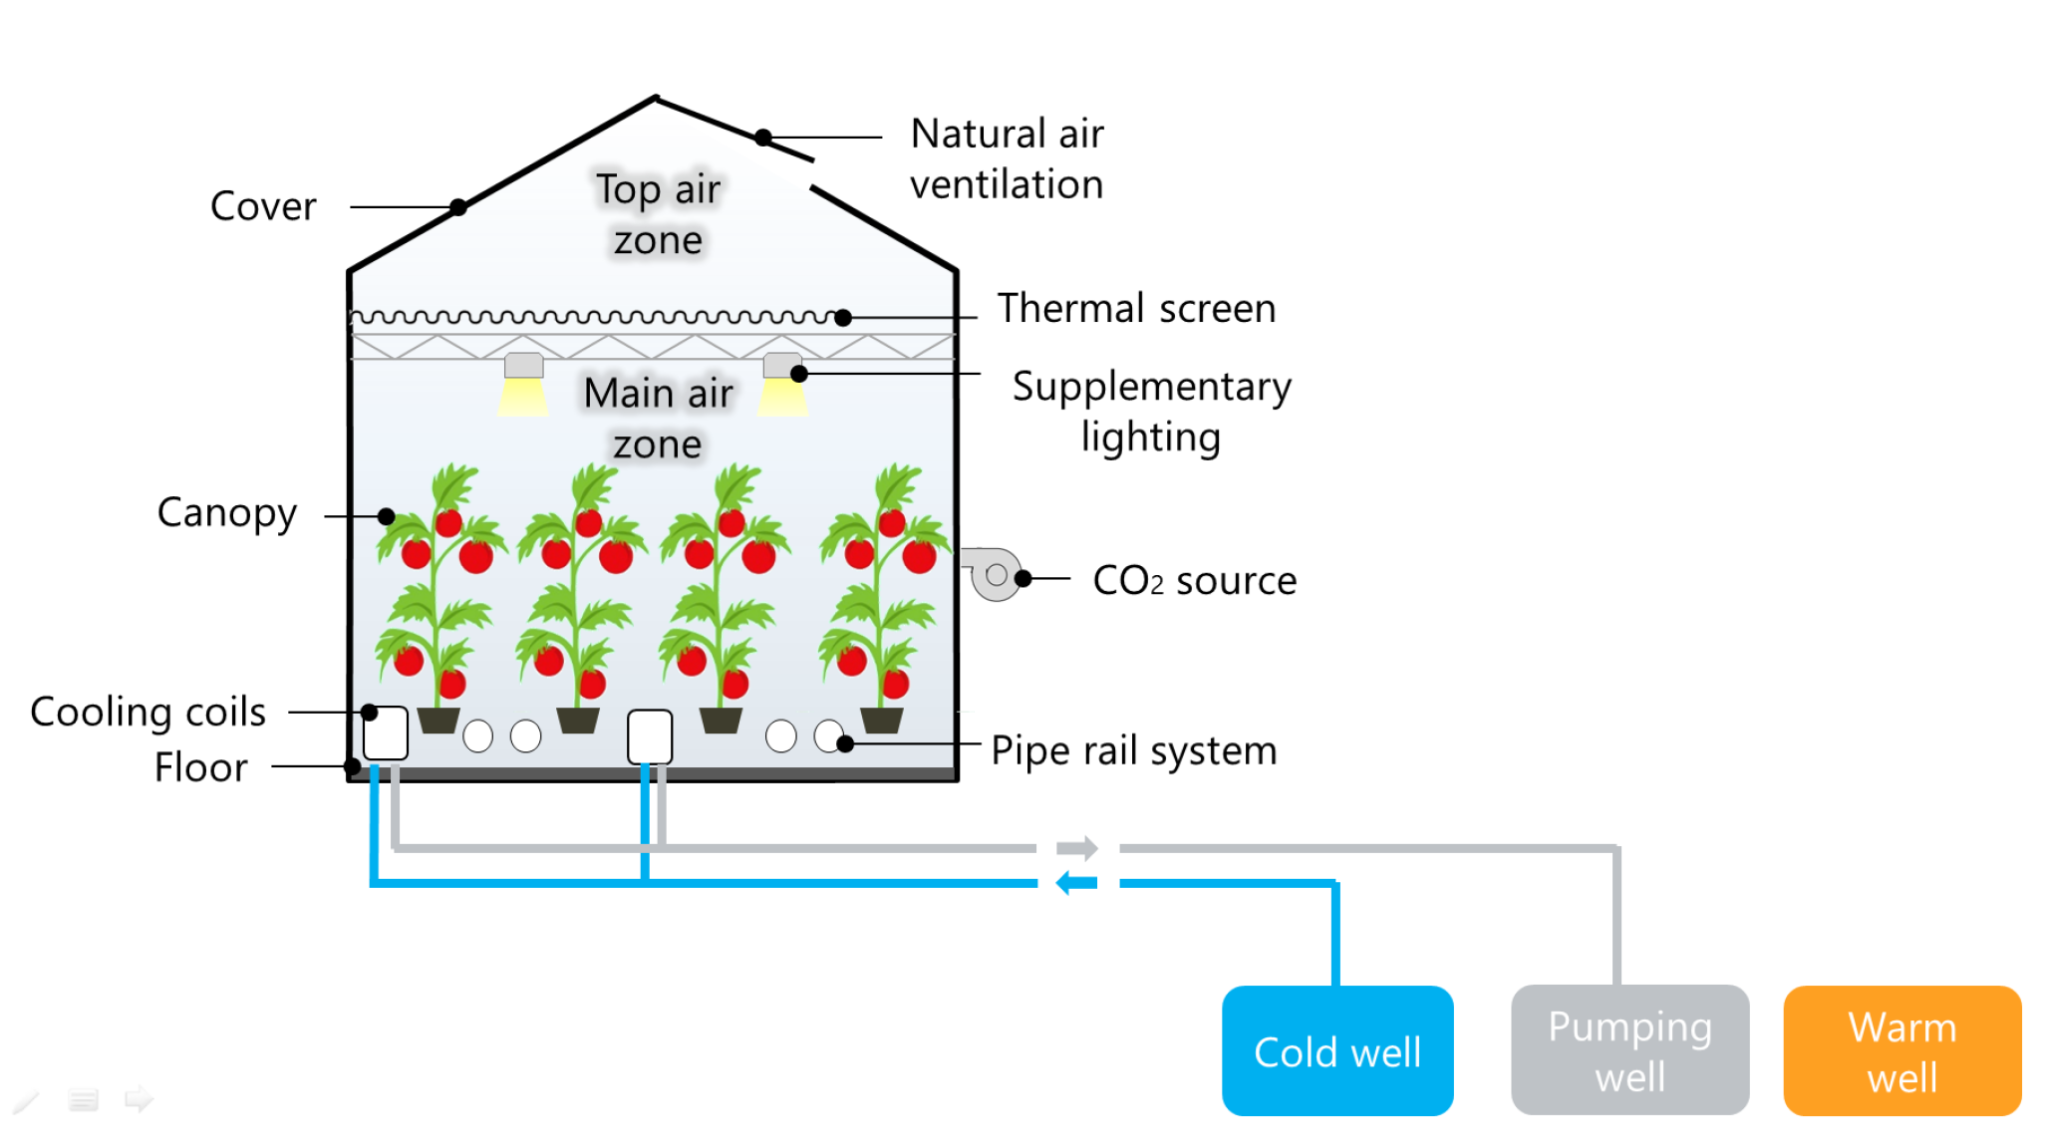 Natural air
ventilation
Cover
Top air
zone
Thermal screen
Supplementary
lighting
Main air
zone
Canopy
CO2 source
Cooling coils
Floor
Pipe rail system
Cold well
Pumping
well
Warm
well